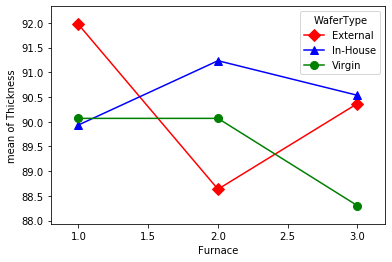 92.0
91.5
91.0
90.5
90.0
89.5
89.0
88.5
88.0
mean of Thickness
WaferType
External
In-House
Virgin
1.0 1.5 2.0 2.5 3.0
Furnace